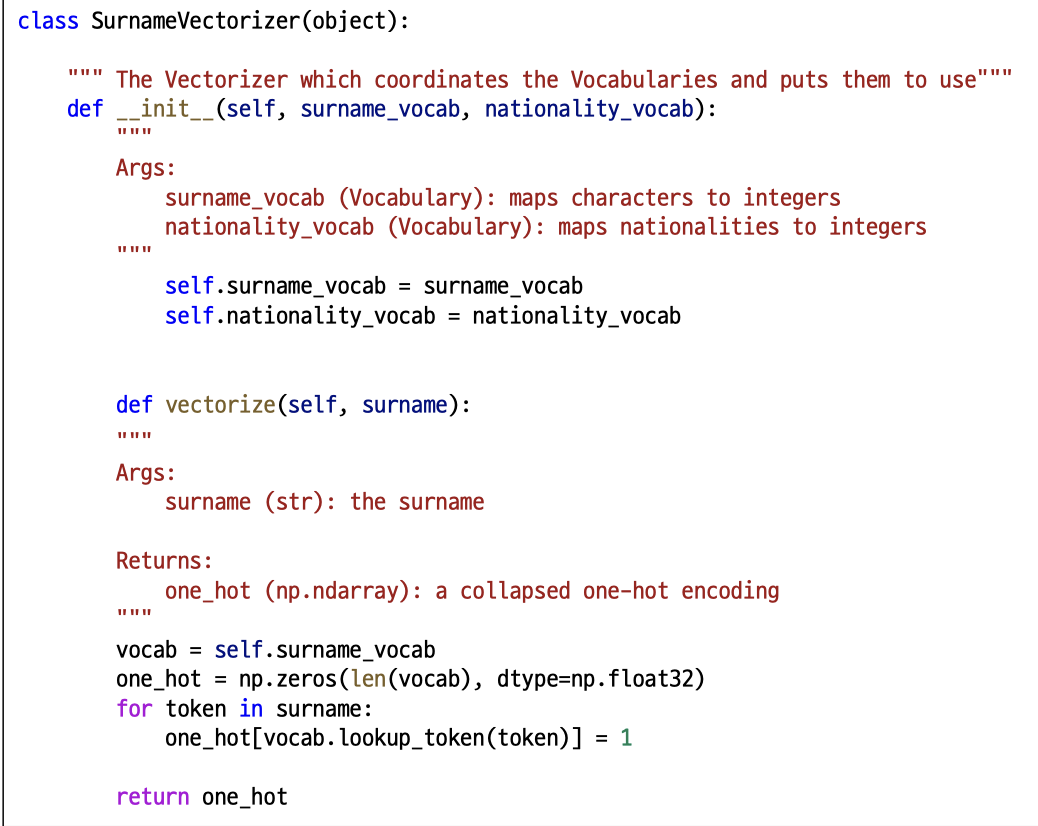 class SurnameVectorizer(object):
    """ The Vectorizer which coordinates the Vocabularies and puts them to use"""
    def __init__(self, surname_vocab, nationality_vocab):
        """
        Args:
            surname_vocab (Vocabulary): maps characters to integers
            nationality_vocab (Vocabulary): maps nationalities to integers
        """
            self.surname_vocab = surname_vocab
            self.nationality_vocab = nationality_vocab
        def vectorize(self, surname):
        """
        Args:
            surname (str): the surname
        Returns:
            one_hot (np.ndarray): a collapsed one-hot encoding
        """
        vocab = self.surname_vocab
        one_hot = np.zeros(len(vocab), dtype=np.float32)
        for token in surname:
            one_hot[vocab.lookup_token(token)] = 1
        return one_hot